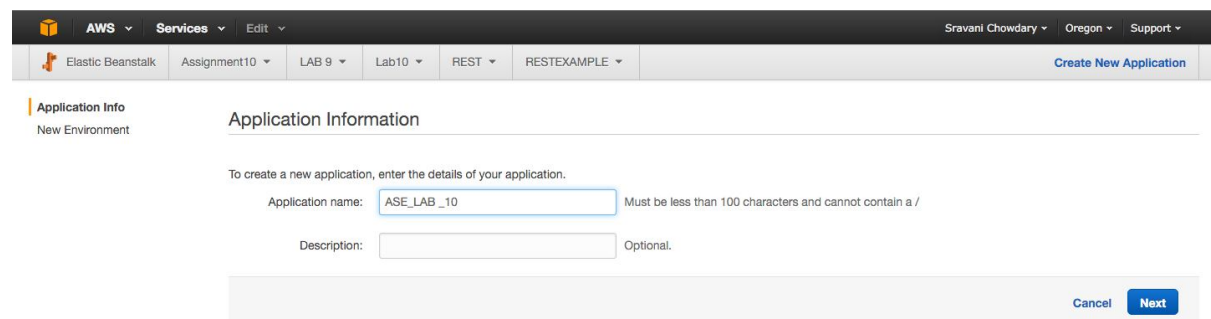 AWS Services Edit Sravani Chowdary Oregon Support
Elastic Beanstalk Assignment10 LAB 9 Lab10 REST RESTEXAMPLE Create New Application
Application Info
New Environment
Application Information
To create a new application, enter the details of your application.
Application name: ASE_LAB _10 Must be less than 100 characters and cannot contain a /
Description: Optional.
Cancel Next